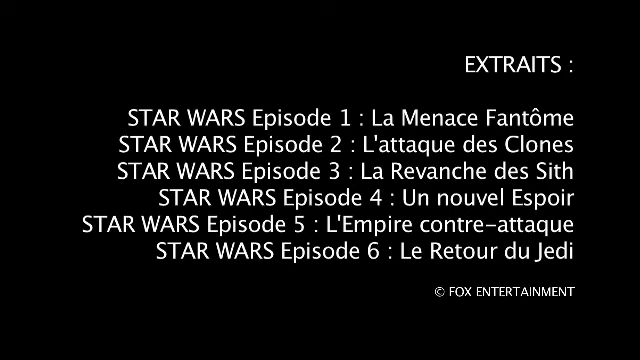 EXTRAITS :
STAR WARS Episode 1 : La Menace Fantôme
STAR WARS Episode 2 : L'attaque des Clones
STAR WARS Episode 3 : La Revanche des Sith
STAR WARS Episode 4 : Un nouvel Espoir
STAR WARS Episode 5 : L'Empire contre-attaque
STAR WARS Episode 6 : Le Retour du Jedi
© FOX ENTERTAINMENT